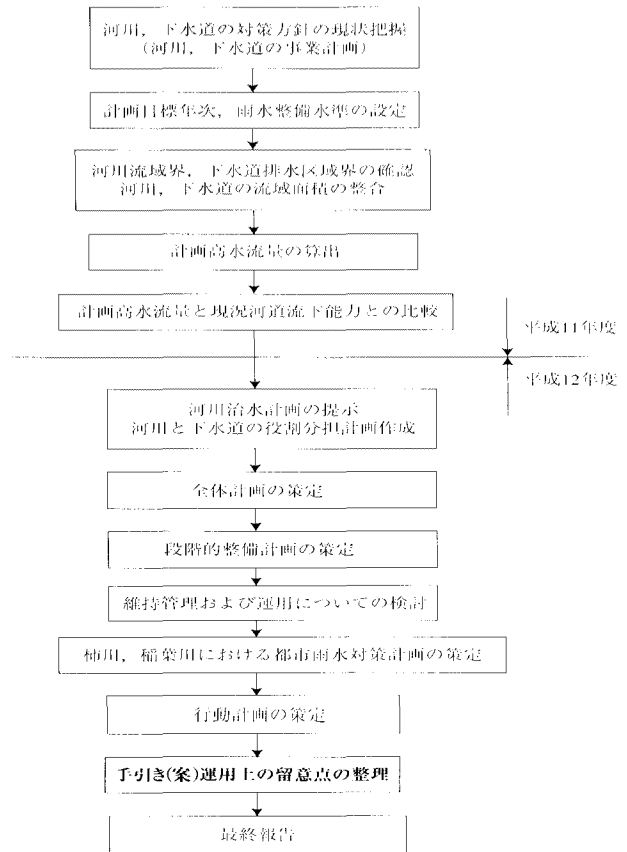 河川，下水道の対策方針の現状把握
(河川，下水道の事業計画)
計画目標年次，雨水整備水準の設定
河川流域界，下水道排水区域界の確認
河川，下水道の流域面積の整合
計画高水流量の算出
計画高水流量と現況河道流下能力との比較
平成11年度
平成12年度
河川治水計画の提示
河川と下水道の役割分担計画作成
全体計画の策定
段階的整備計画の策定
維持管理および運用についての検討
柿川，稲葉川における都市雨水対策計画の策定
行動計画の策定
手引き(案)運用上の留意点の整理
最終報告